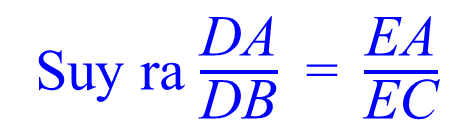 Suy ra DA/DB = EA/EC